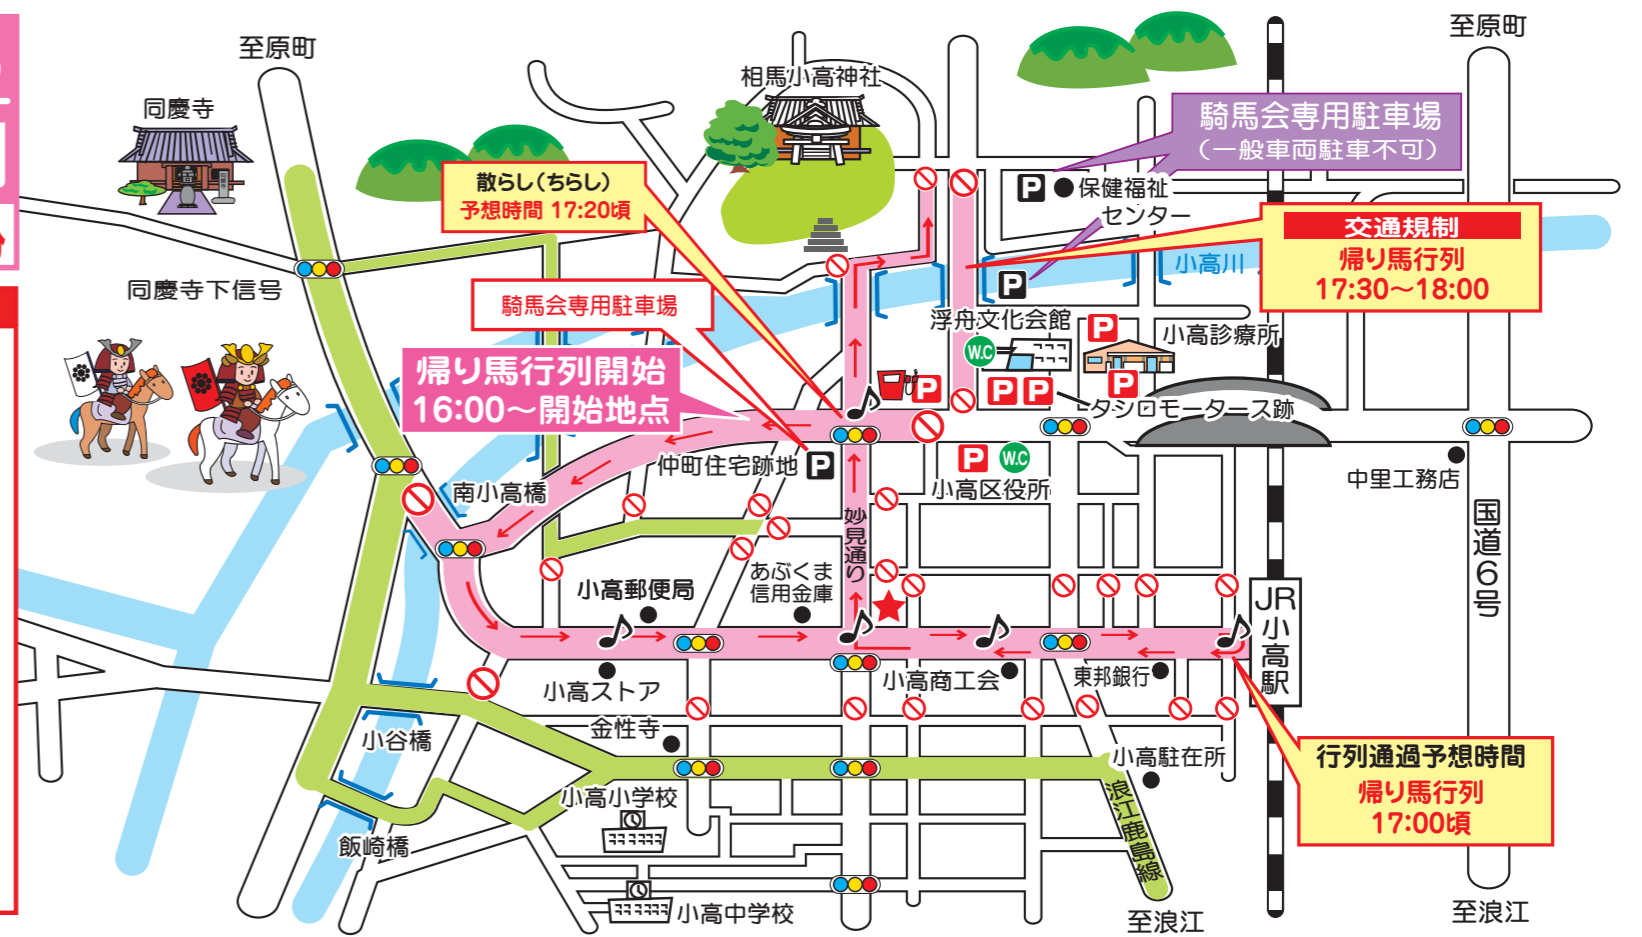 至原町
至原町
同慶寺
相馬小高神社
騎馬会専用駐車場
（一般車両駐車不可）
散らし（ちらし）
予想時間 17:20頃
P
保健福祉
センター
交通規制
帰り馬行列
17:30〜18:00
小高川
P
同慶寺下信号
騎馬会専用駐車場
浮舟文化会館
P
小高診療所
W.C
帰り馬行列開始
16:00〜開始地点
P
P P
P
タシロモータース跡
仲町住宅跡地
P
P
W.C
小高区役所
中里工務店
南小高橋
妙見通り
国道6号
あぶくま
信用金庫
小高郵便局
JR小高駅
小高ストア
小高商工会
東邦銀行
金性寺
小谷橋
小高駐在所
行列通過予想時間
帰り馬行列
17:00頃
小高小学校
浪江鹿島線
飯崎橋
小高中学校
至浪江
至浪江